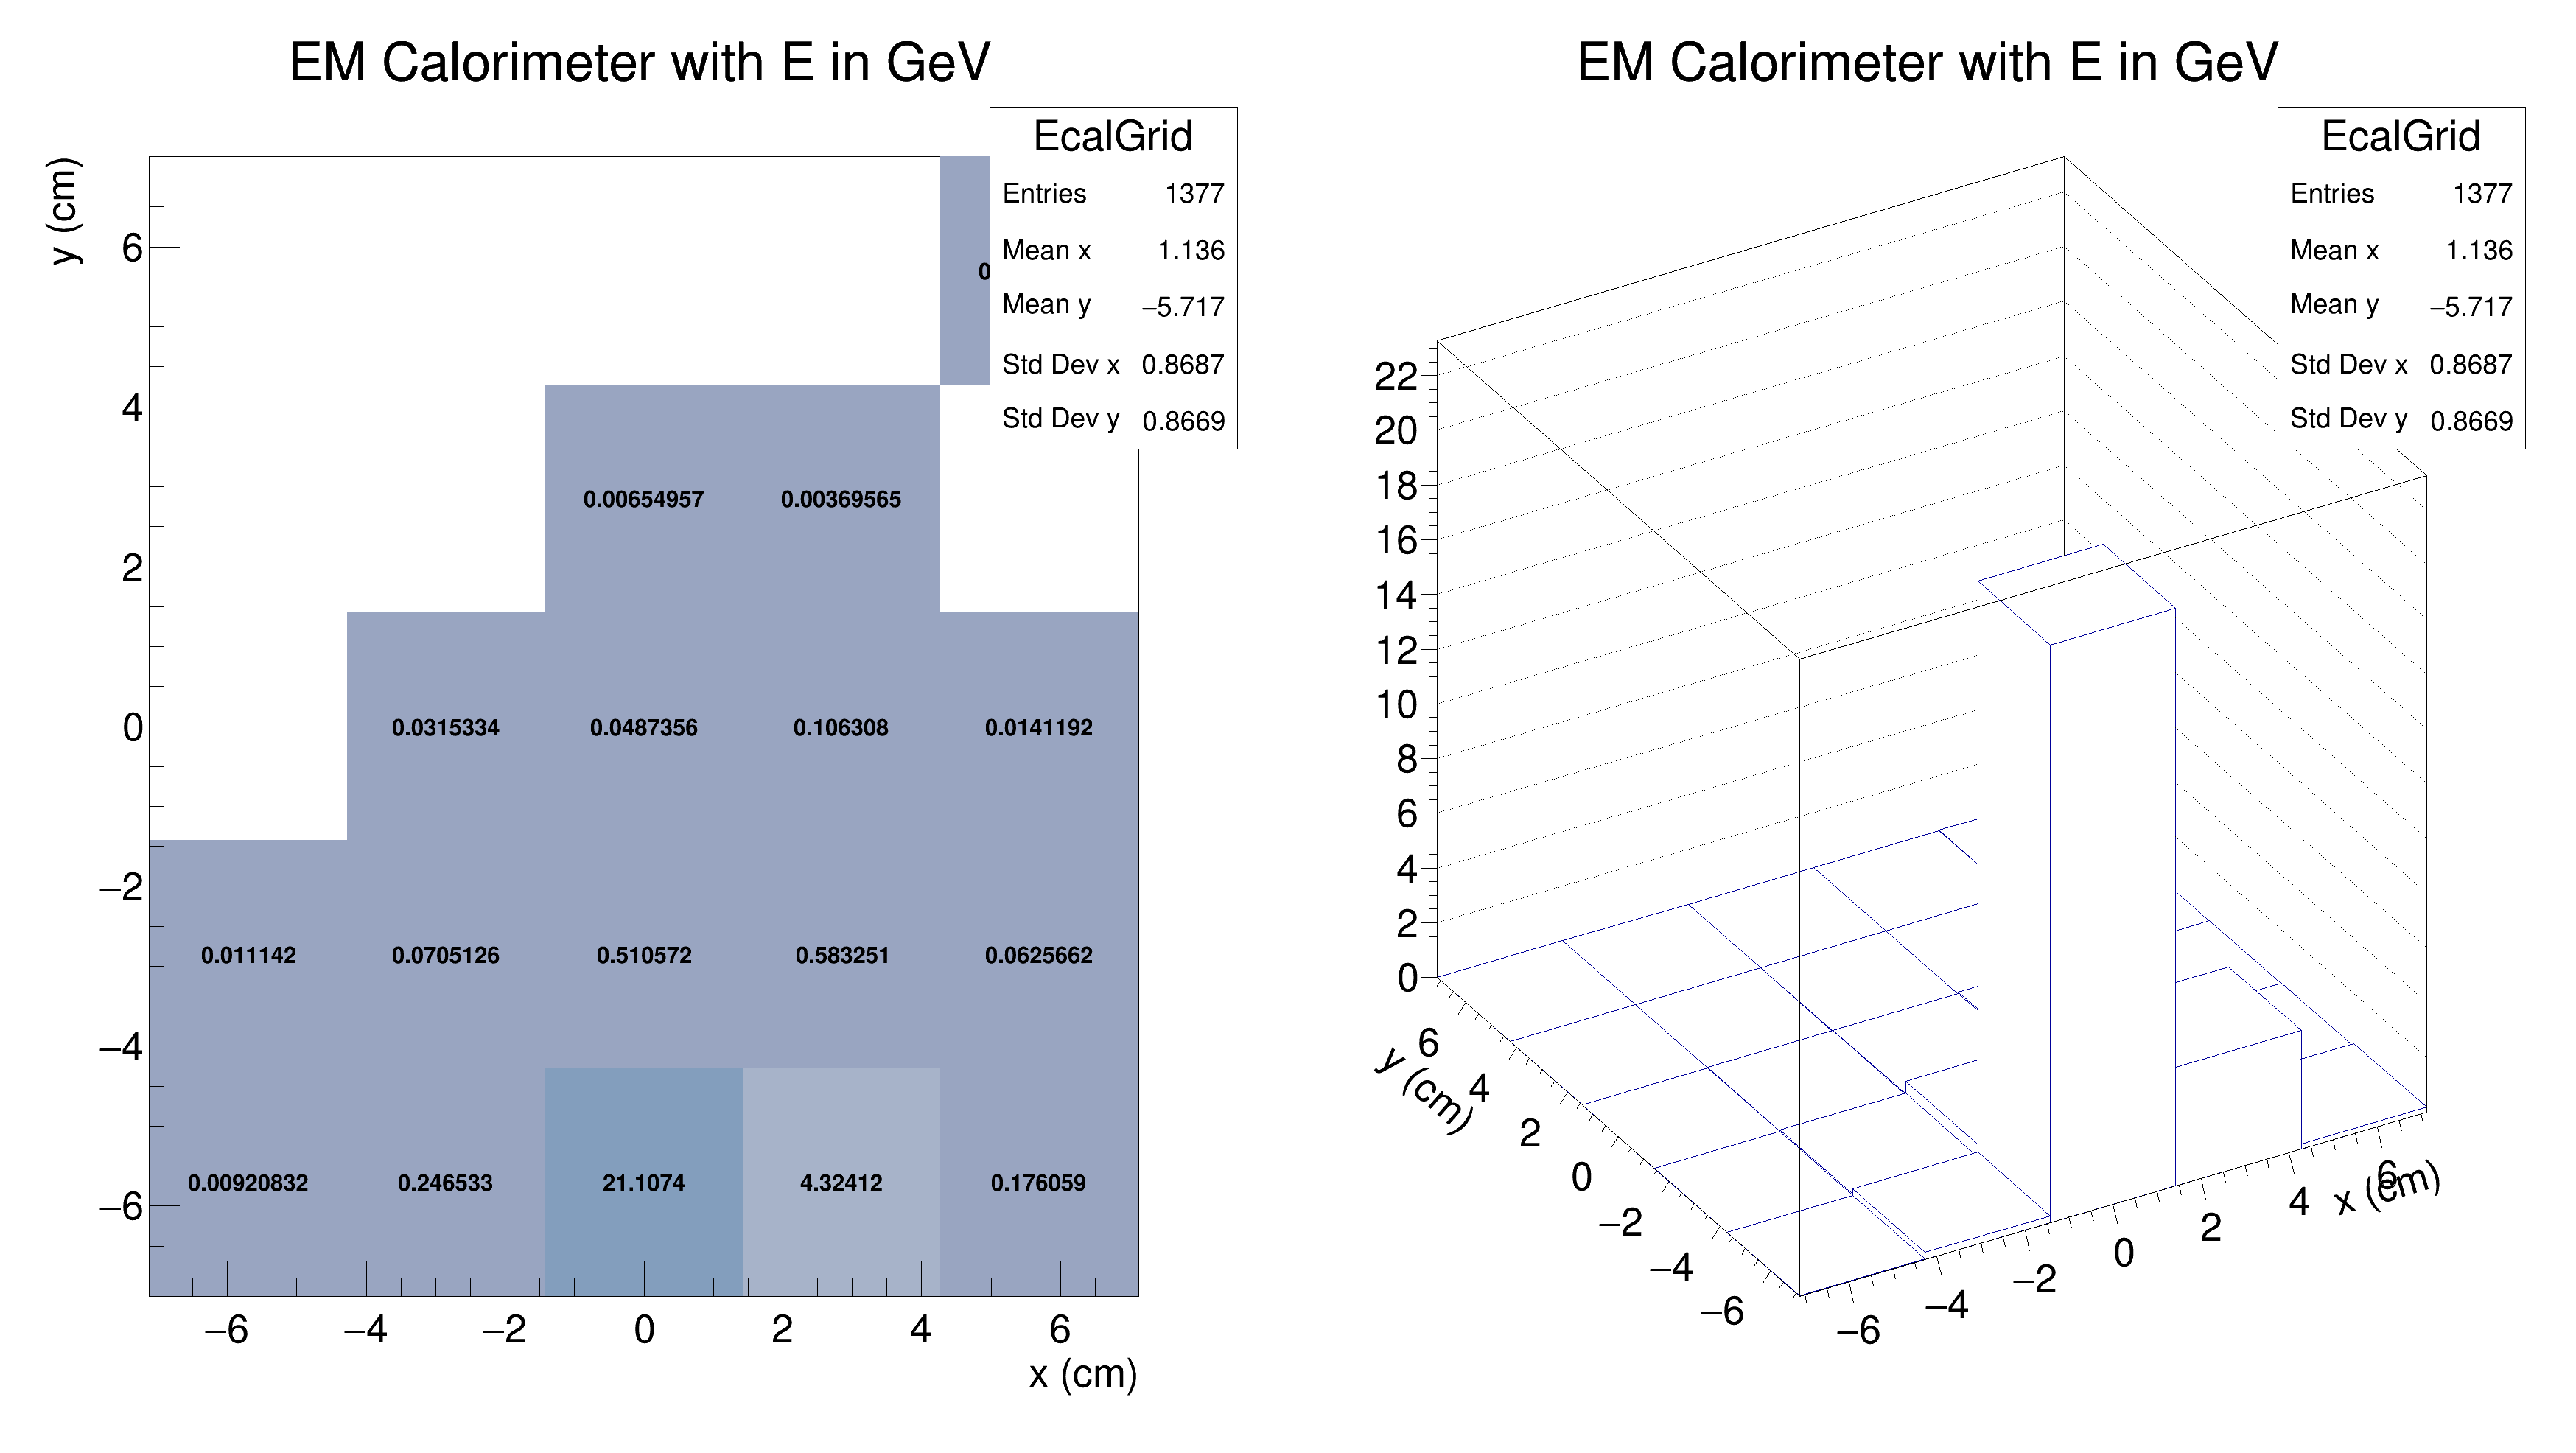 EM Calorimeter with E in GeV
EcalGrid
Entries 1377
Mean x 1.136
Mean y −5.717
Std Dev x 0.8687
Std Dev y 0.8669
y (cm)
6
4
2
0
−2
−4
−6
0
0.00654957 0.00369565
0.0315334 0.0487356 0.106308 0.0141192
0.011142 0.0705126 0.510572 0.583251 0.0625662
0.00920832 0.246533 21.1074 4.32412 0.176059
−6 −4 −2 0 2 4 6
x (cm)
EM Calorimeter with E in GeV
EcalGrid
Entries 1377
Mean x 1.136
Mean y −5.717
Std Dev x 0.8687
Std Dev y 0.8669
22
20
18
16
14
12
10
8
6
4
2
0
y (cm)
6
4
2
0
−2
−4
−6
−6 −4 −2 0 2 4 6
x (cm)